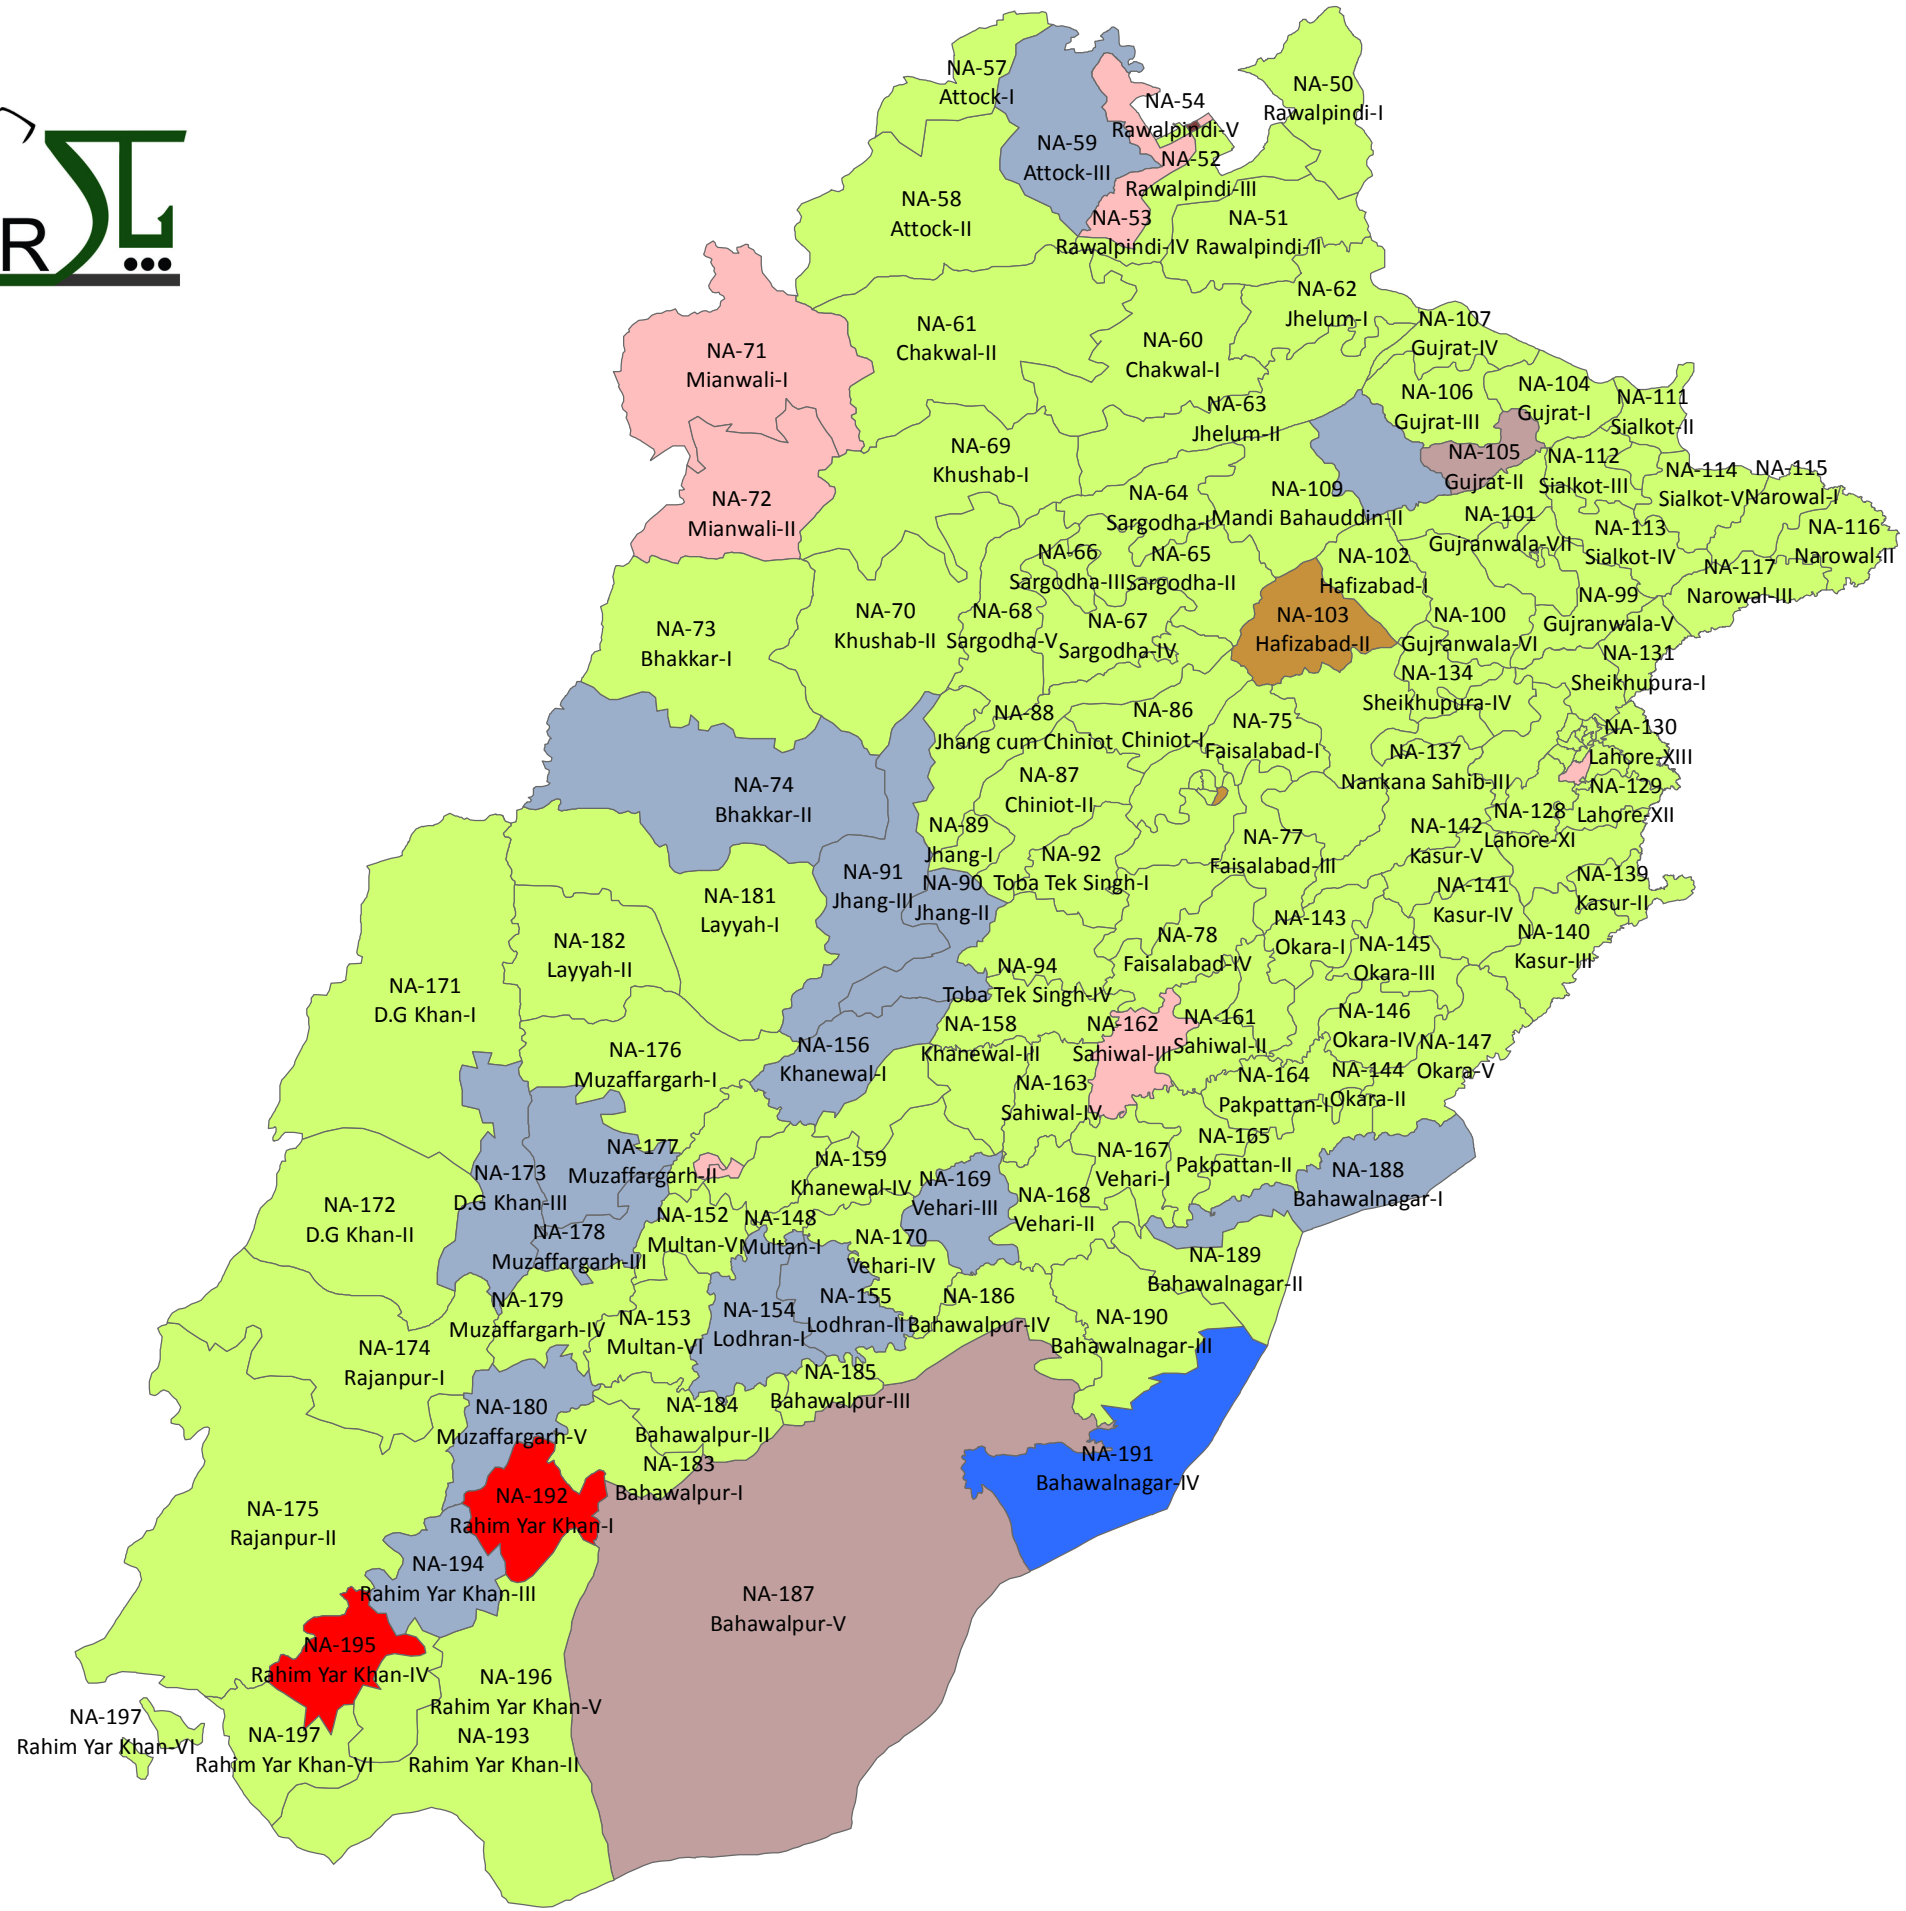 NA-57
Attock-I
NA-50
Rawalpindi-I
NA-54
Rawalpindi-V
NA-59
Attock-III
NA-52
Rawalpindi-III
NA-58
Attock-II
NA-53
Rawalpindi-IV
NA-51
Rawalpindi-II
R
NA-62
Jhelum-I
NA-107
Gujrat-IV
NA-61
Chakwal-II
NA-60
Chakwal-I
NA-71
Mianwali-I
NA-106
Gujrat-III
NA-104
Gujrat-I
NA-111
Sialkot-II
NA-63
Jhelum-II
NA-69
Khushab-I
NA-105
Gujrat-II
NA-112
Sialkot-III
NA-114
Sialkot-V
NA-115
Narowal-I
NA-72
Mianwali-II
NA-64
Sargodha-I
NA-109
Mandi Bahauddin-II
NA-101
Gujranwala-VII
NA-113
Sialkot-IV
NA-116
Narowal-II
NA-66
Sargodha-III
NA-65
Sargodha-II
NA-102
Hafizabad-I
NA-117
Narowal-III
NA-73
Bhakkar-I
NA-70
Khushab-II
NA-68
Sargodha-V
NA-67
Sargodha-IV
NA-103
Hafizabad-II
NA-100
Gujranwala-VI
NA-99
Gujranwala-V
NA-131
Sheikhupura-I
NA-134
Sheikhupura-IV
NA-88
Jhang cum Chiniot
NA-86
Chiniot-I
NA-75
Faisalabad-I
NA-130
Lahore-XIII
NA-137
Nankana Sahib-III
NA-74
Bhakkar-II
NA-87
Chiniot-II
NA-129
Lahore-XII
NA-128
Lahore-XI
NA-89
Jhang-I
NA-77
Faisalabad-III
NA-142
Kasur-V
NA-92
Toba Tek Singh-I
NA-91
Jhang-III
NA-90
Jhang-II
NA-181
Layyah-I
NA-141
Kasur-IV
NA-139
Kasur-II
NA-182
Layyah-II
NA-78
Faisalabad-IV
NA-143
Okara-I
NA-145
Okara-III
NA-140
Kasur-III
NA-171
D.G Khan-I
NA-94
Toba Tek Singh-IV
NA-158
Khanewal-III
NA-162
Sahiwal-III
NA-161
Sahiwal-II
NA-146
Okara-IV
NA-147
Okara-V
NA-176
Muzaffargarh-I
NA-156
Khanewal-I
NA-163
Sahiwal-IV
NA-164
Pakpattan-I
NA-144
Okara-II
NA-177
Muzaffargarh-II
NA-159
Khanewal-IV
NA-167
Vehari-I
NA-165
Pakpattan-II
NA-188
Bahawalnagar-I
NA-173
D.G Khan-III
NA-172
D.G Khan-II
NA-169
Vehari-III
NA-168
Vehari-II
NA-178
Muzaffargarh-III
NA-152
Multan-V
NA-148
Multan-I
NA-170
Vehari-IV
NA-189
Bahawalnagar-II
NA-179
Muzaffargarh-IV
NA-153
Multan-VI
NA-154
Lodhran-I
NA-155
Lodhran-II
NA-186
Bahawalpur-IV
NA-190
Bahawalnagar-III
NA-174
Rajanpur-I
NA-185
Bahawalpur-III
NA-180
Muzaffargarh-V
NA-184
Bahawalpur-II
NA-183
Bahawalpur-I
NA-191
Bahawalnagar-IV
NA-175
Rajanpur-II
NA-192
Rahim Yar Khan-I
NA-194
Rahim Yar Khan-III
NA-187
Bahawalpur-V
NA-195
Rahim Yar Khan-IV
NA-196
Rahim Yar Khan-V
NA-197
Rahim Yar Khan-VI
NA-197
Rahim Yar Khan-VI
NA-193
Rahim Yar Khan-II